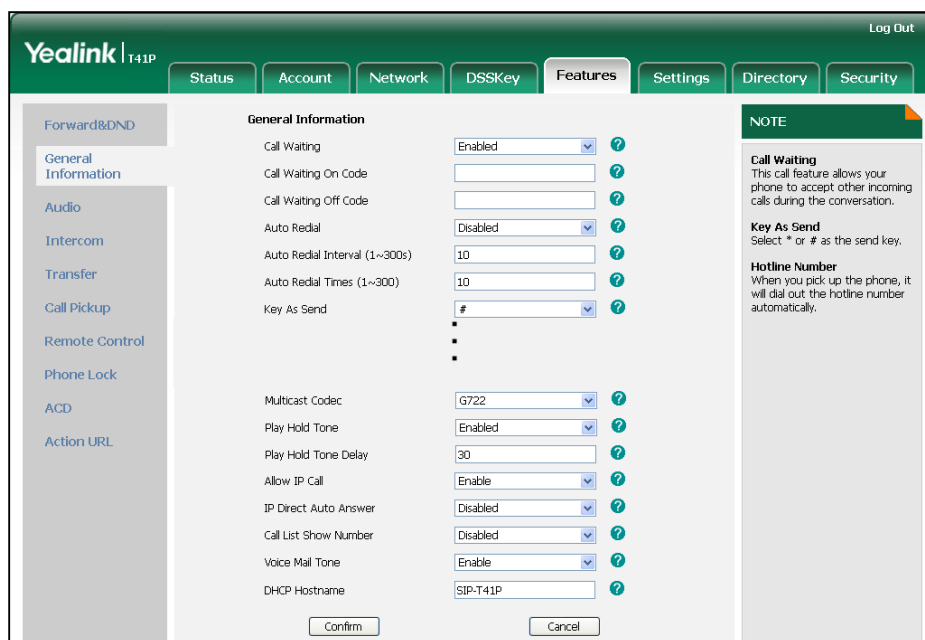 Log Out
Yealink T41P
Status Account Network DSSKey Features Settings Directory Security
Forward&DND
General Information
Audio
Intercom
Transfer
Call Pickup
Remote Control
Phone Lock
ACD
Action URL
General Information
Call Waiting Enabled ?
Call Waiting On Code ?
Call Waiting Off Code ?
Auto Redial Disabled ?
Auto Redial Interval (1~300s) 10 ?
Auto Redial Times (1~300) 10 ?
Key As Send # ?
Multicast Codec G722 ?
Play Hold Tone Enabled ?
Play Hold Tone Delay 30 ?
Allow IP Call Enable ?
IP Direct Auto Answer Disabled ?
Call List Show Number Disabled ?
Voice Mail Tone Enable ?
DHCP Hostname SIP-T41P ?
Confirm Cancel
NOTE
Call Waiting
This call feature allows your
phone to accept other incoming
calls during the conversation.
Key As Send
Select * or # as the send key.
Hotline Number
When you pick up the phone, it
will dial out the hotline number
automatically.